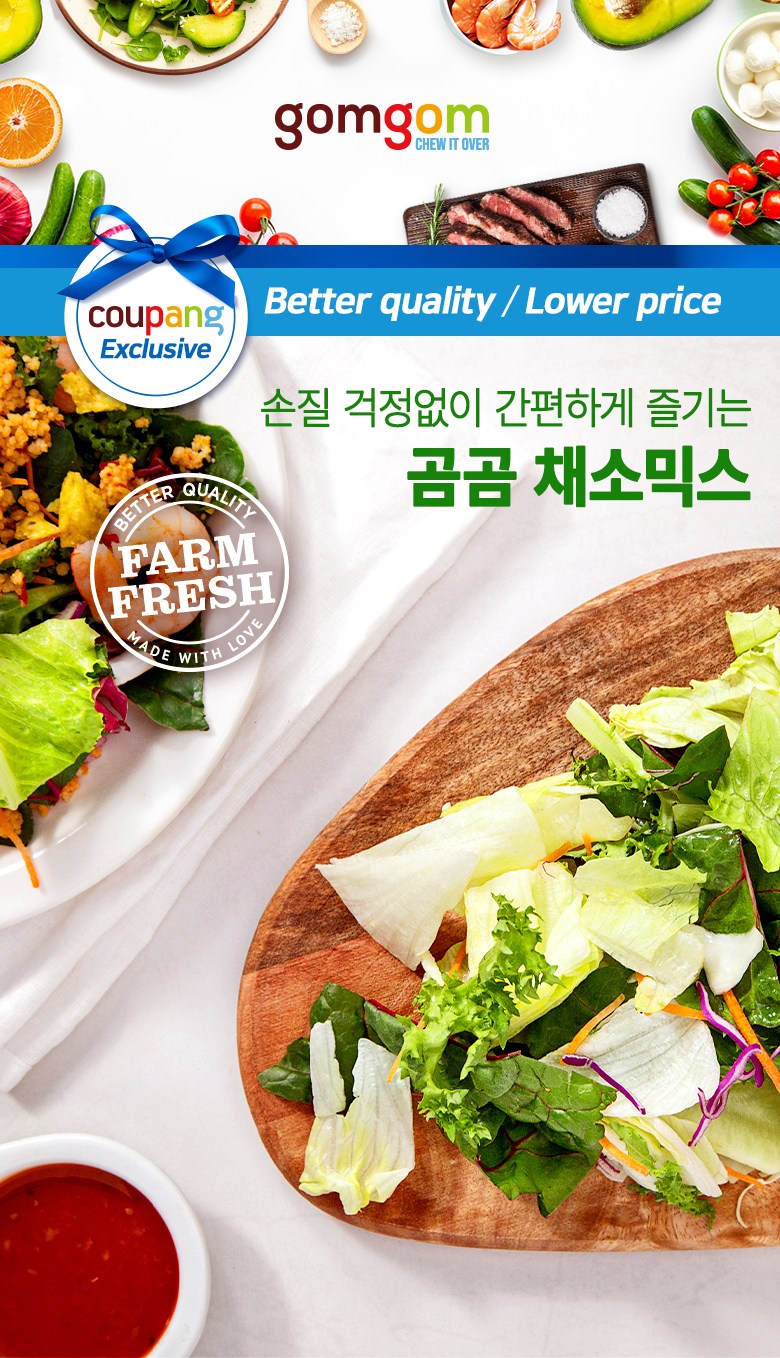 gomgom
CHEW IT OVER
coupang
Exclusive
Better quality / Lower price
손질 걱정없이 간편하게 즐기는
곰곰 채소믹스
BETTER QUALITY
FARM
FRESH
MADE WITH LOVE